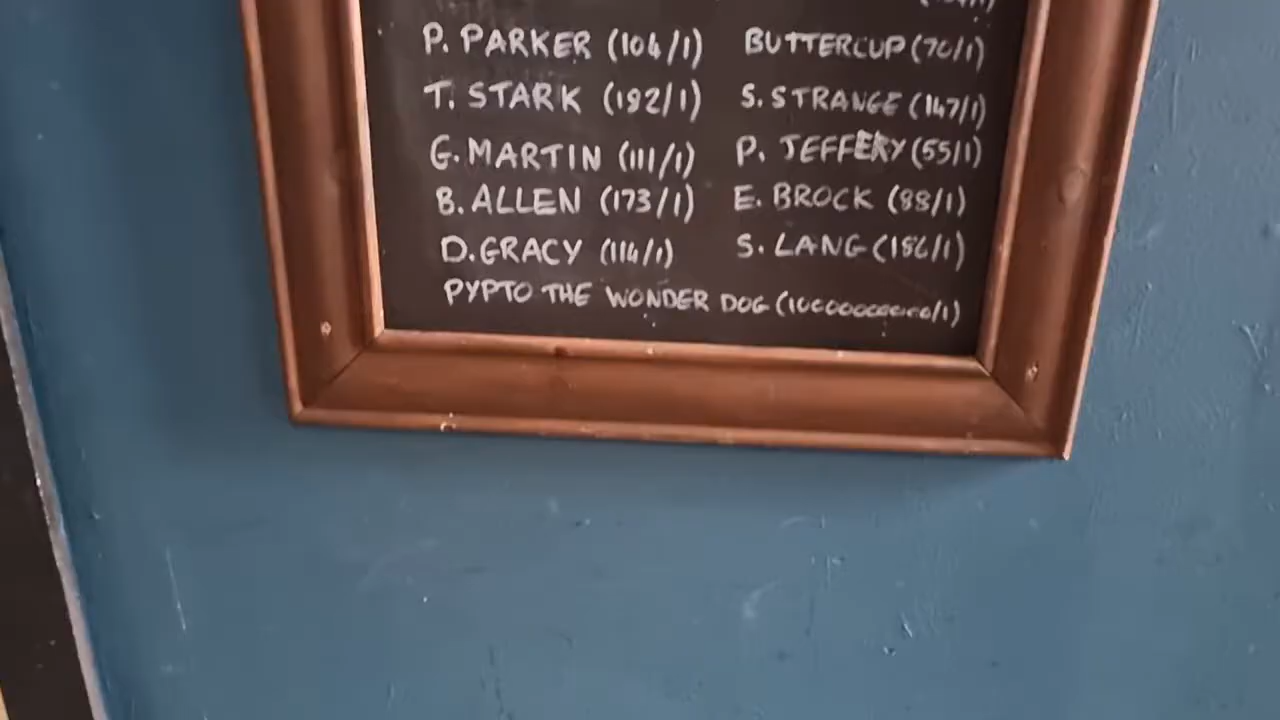 P. PARKER (104/1) BUTTERCUP (70/1)
T. STARK (192/1) S. STRANGE (147/1)
G. MARTIN (111/1) P. JEFFERY (55/1)
B. ALLEN (173/1) E. BROCK (88/1)
D. GRACY (114/1) S. LANG (186/1)
PYPTO THE WONDER DOG